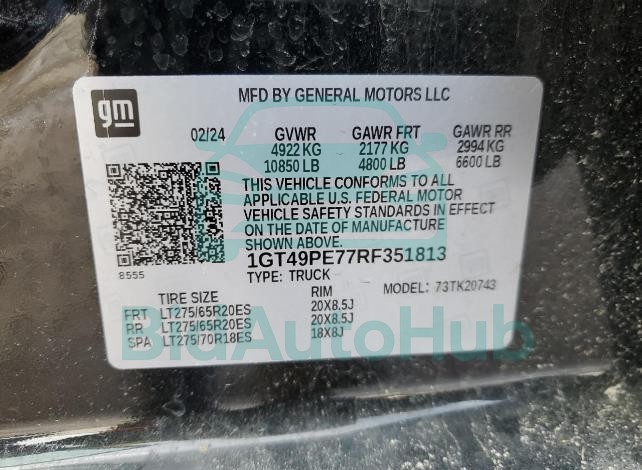 gm
MFD BY GENERAL MOTORS LLC
02/24 GVWR GAWR FRT GAWR RR
4922 KG 2177 KG 2994 KG
10850 LB 4800 LB 6600 LB
THIS VEHICLE CONFORMS TO ALL
APPLICABLE U.S. FEDERAL MOTOR
VEHICLE SAFETY STANDARDS IN EFFECT
ON THE DATE OF MANUFACTURE
SHOWN ABOVE.
8555
1GT49PE77RF351813
TYPE: TRUCK MODEL: 73TK20743
TIRE SIZE RIM
FRT LT275/65R20ES 20X8.5J
RR LT275/65R20ES 20X8.5J
SPA LT275/70R18ES 18X8J
BidAutoHub